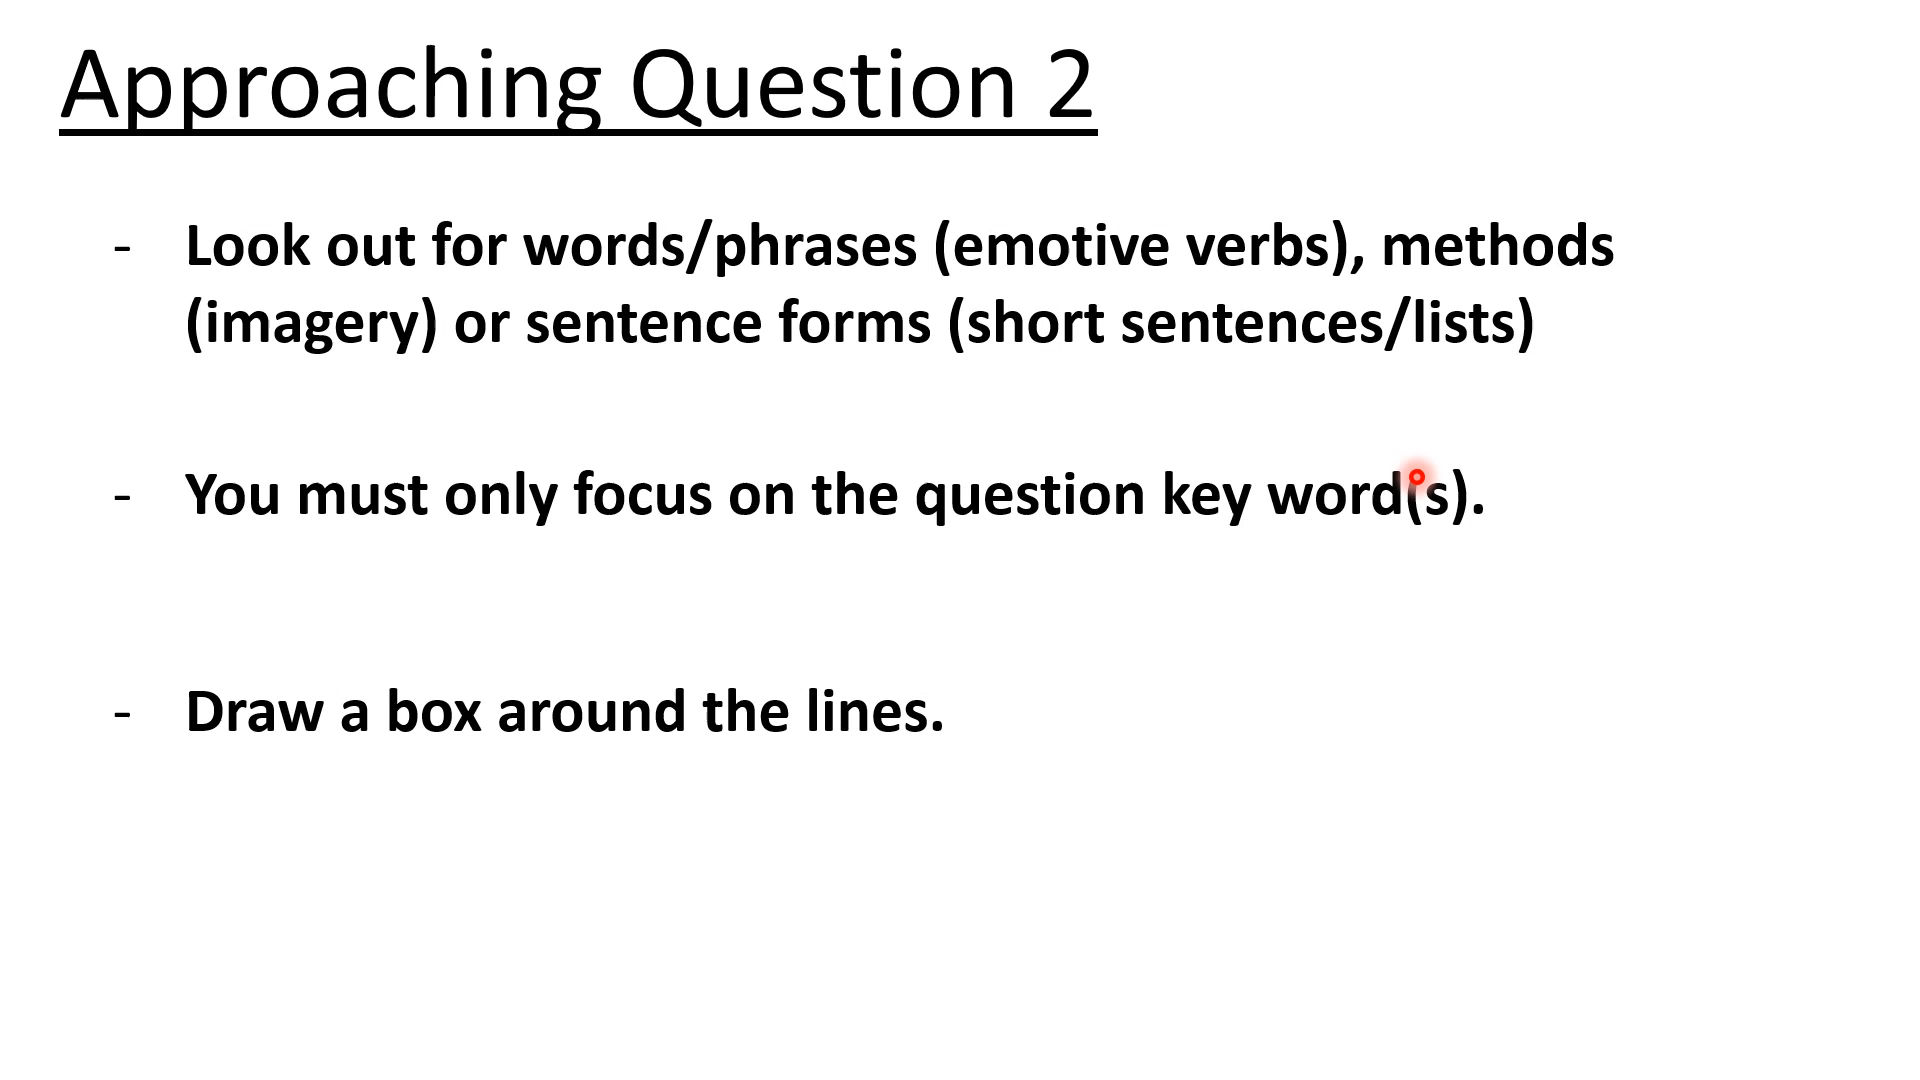 Approaching Question 2
- Look out for words/phrases (emotive verbs), methods
(imagery) or sentence forms (short sentences/lists)
- You must only focus on the question key word(s).
- Draw a box around the lines.